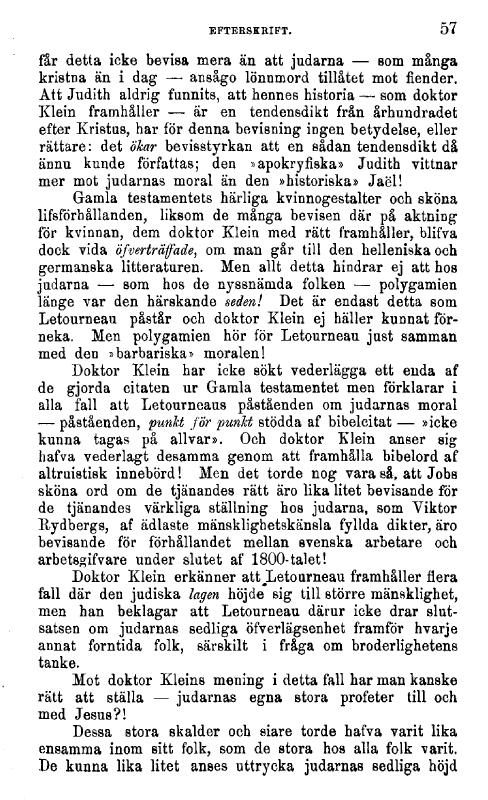 EFTERSKRIFT. 57
får detta icke bevisa mera än att judarna — som många
kristna än i dag — ansågo lönnmord tillåtet mot fiender.
Att Judith aldrig funnits, att hennes historia — som doktor
Klein framhåller — är en tendensdikt från århundradet
efter Kristus, har för denna bevisning ingen betydelse, eller
rättare: det ökar bevisstyrkan att en sådan tendensdikt då
ännu kunde författas; den »apokryfiska» Judith vittnar
mer mot judarnas moral än den »historiska» Jaël!
Gamla testamentets härliga kvinnogestalter och sköna
lifsförhållanden, liksom de många bevisen där på aktning
för kvinnan, dem doktor Klein med rätt framhåller, blifva
dock vida öfverträffade, om man går till den helleniska och
germanska litteraturen. Men allt detta hindrar ej att hos
judarna — som hos de nyssnämda folken — polygamien
länge var den härskande seden! Det är endast detta som
Letourneau påstår och doktor Klein ej häller kunnat för-
neka. Men polygamien hör för Letourneau just samman
med den »barbariska» moralen!
Doktor Klein har icke sökt vederlägga ett enda af
de gjorda citaten ur Gamla testamentet men förklarar i
alla fall att Letourneaus påståenden om judarnas moral
— påståenden, punkt för punkt stödda af bibelcitat — »icke
kunna tagas på allvar». Och doktor Klein anser sig
hafva vederlagt desamma genom att framhålla bibelord af
altruistisk innebörd! Men det torde nog vara så, att Jobs
sköna ord om de tjänandes rätt äro lika litet bevisande för
de tjänandes värkliga ställning hos judarna, som Viktor
Rydbergs, af ädlaste mänsklighetskänsla fyllda dikter, äro
bevisande för förhållandet mellan svenska arbetare och
arbetsgifvare under slutet af 1800-talet!
Doktor Klein erkänner att Letourneau framhåller flera
fall där den judiska lagen höjde sig till större mänsklighet,
men han beklagar att Letourneau därur icke drar slut-
satsen om judarnas sedliga öfverlägsenhet framför hvarje
annat forntida folk, särskilt i fråga om broderlighetens
tanke.
Mot doktor Kleins mening i detta fall har man kanske
rätt att ställa — judarnas egna stora profeter till och
med Jesus?!
Dessa stora skalder och siare torde hafva varit lika
ensamma inom sitt folk, som de stora hos alla folk varit.
De kunna lika litet anses uttrycka judarnas sedliga höjd